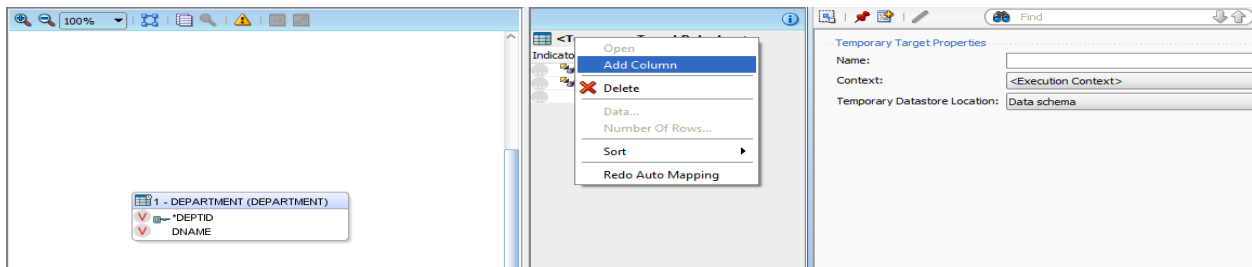 100%
1 - DEPARTMENT (DEPARTMENT)
V *DEPTID
V DNAME
Indicato
Open
Add Column
Delete
Data...
Number Of Rows...
Sort
Redo Auto Mapping
Find
Temporary Target Properties
Name:
Context: <Execution Context>
Temporary Datastore Location: Data schema